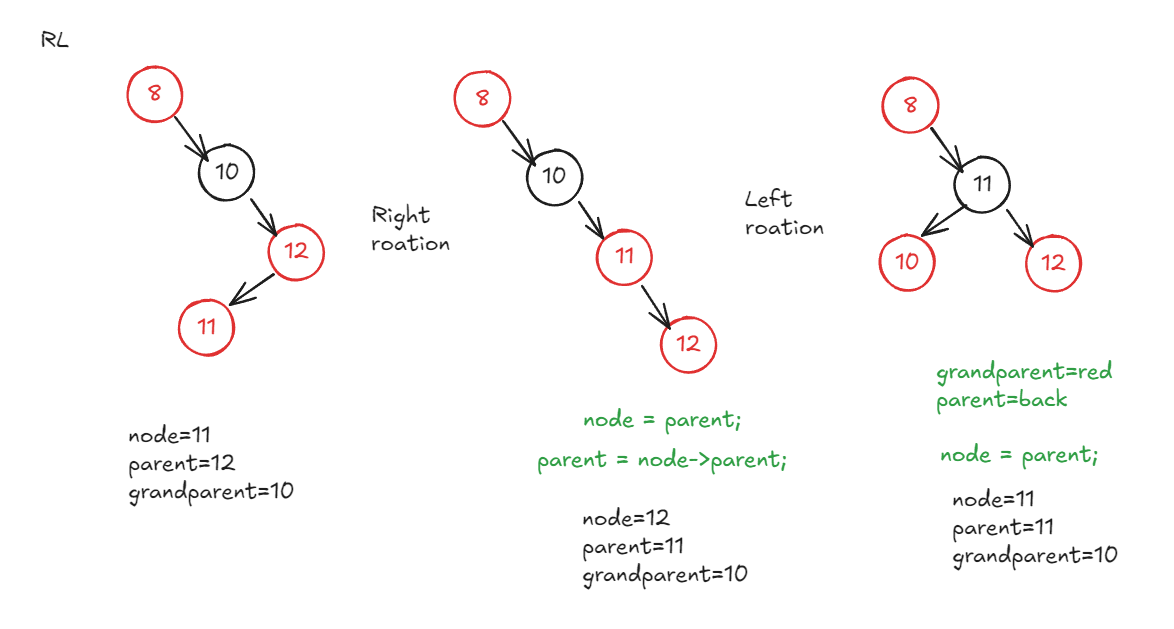 RL
8
10
12
11
node=11
parent=12
grandparent=10
Right
roation
8
10
11
12
node = parent;
parent = node->parent;
node=12
parent=11
grandparent=10
Left
roation
8
11
10
12
grandparent=red
parent=back
node = parent;
node=11
parent=11
grandparent=10